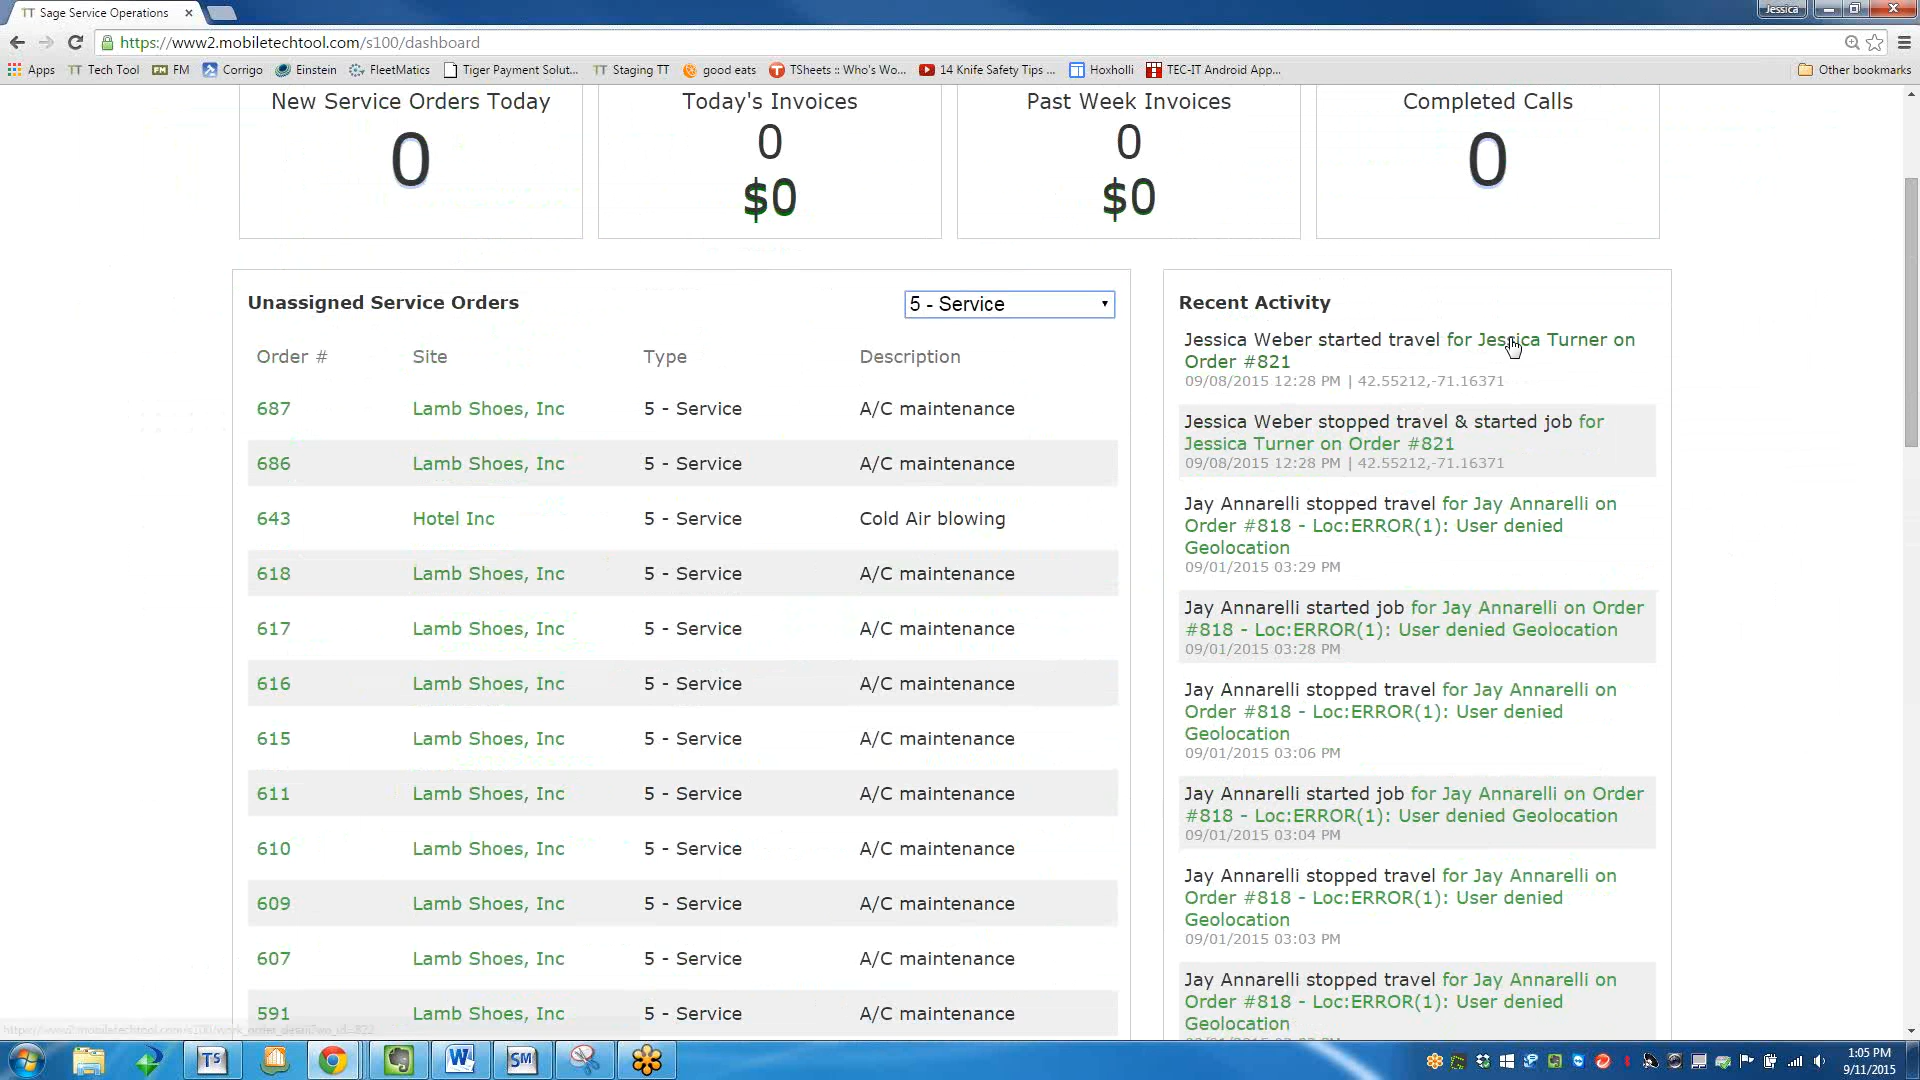 Sage Service Operations
Jessica
https://www2.mobiletechtool.com/s100/dashboard
Apps TT Tech Tool FM FM Corrigo Einstein FleetMatics Tiger Payment Solut... TT Staging TT good eats TSheets :: Who's Wo... 14 Knife Safety Tips ... Hoxholli TEC-IT Android App... Other bookmarks
New Service Orders Today
0
Today's Invoices
0
$0
Past Week Invoices
0
$0
Completed Calls
0
Unassigned Service Orders 5 - Service
Order # Site Type Description
687 Lamb Shoes, Inc 5 - Service A/C maintenance
686 Lamb Shoes, Inc 5 - Service A/C maintenance
643 Hotel Inc 5 - Service Cold Air blowing
618 Lamb Shoes, Inc 5 - Service A/C maintenance
617 Lamb Shoes, Inc 5 - Service A/C maintenance
616 Lamb Shoes, Inc 5 - Service A/C maintenance
615 Lamb Shoes, Inc 5 - Service A/C maintenance
611 Lamb Shoes, Inc 5 - Service A/C maintenance
610 Lamb Shoes, Inc 5 - Service A/C maintenance
609 Lamb Shoes, Inc 5 - Service A/C maintenance
607 Lamb Shoes, Inc 5 - Service A/C maintenance
591 Lamb Shoes, Inc 5 - Service A/C maintenance
Recent Activity
Jessica Weber started travel for Jessica Turner on
Order #821
09/08/2015 12:28 PM | 42.55212,-71.16371
Jessica Weber stopped travel & started job for
Jessica Turner on Order #821
09/08/2015 12:28 PM | 42.55212,-71.16371
Jay Annarelli stopped travel for Jay Annarelli on
Order #818 - Loc:ERROR(1): User denied
Geolocation
09/01/2015 03:29 PM
Jay Annarelli started job for Jay Annarelli on Order
#818 - Loc:ERROR(1): User denied Geolocation
09/01/2015 03:28 PM
Jay Annarelli stopped travel for Jay Annarelli on
Order #818 - Loc:ERROR(1): User denied
Geolocation
09/01/2015 03:06 PM
Jay Annarelli started job for Jay Annarelli on Order
#818 - Loc:ERROR(1): User denied Geolocation
09/01/2015 03:04 PM
Jay Annarelli stopped travel for Jay Annarelli on
Order #818 - Loc:ERROR(1): User denied
Geolocation
09/01/2015 03:03 PM
Jay Annarelli stopped travel for Jay Annarelli on
Order #818 - Loc:ERROR(1): User denied
Geolocation
TS W SM
1:05 PM
9/11/2015